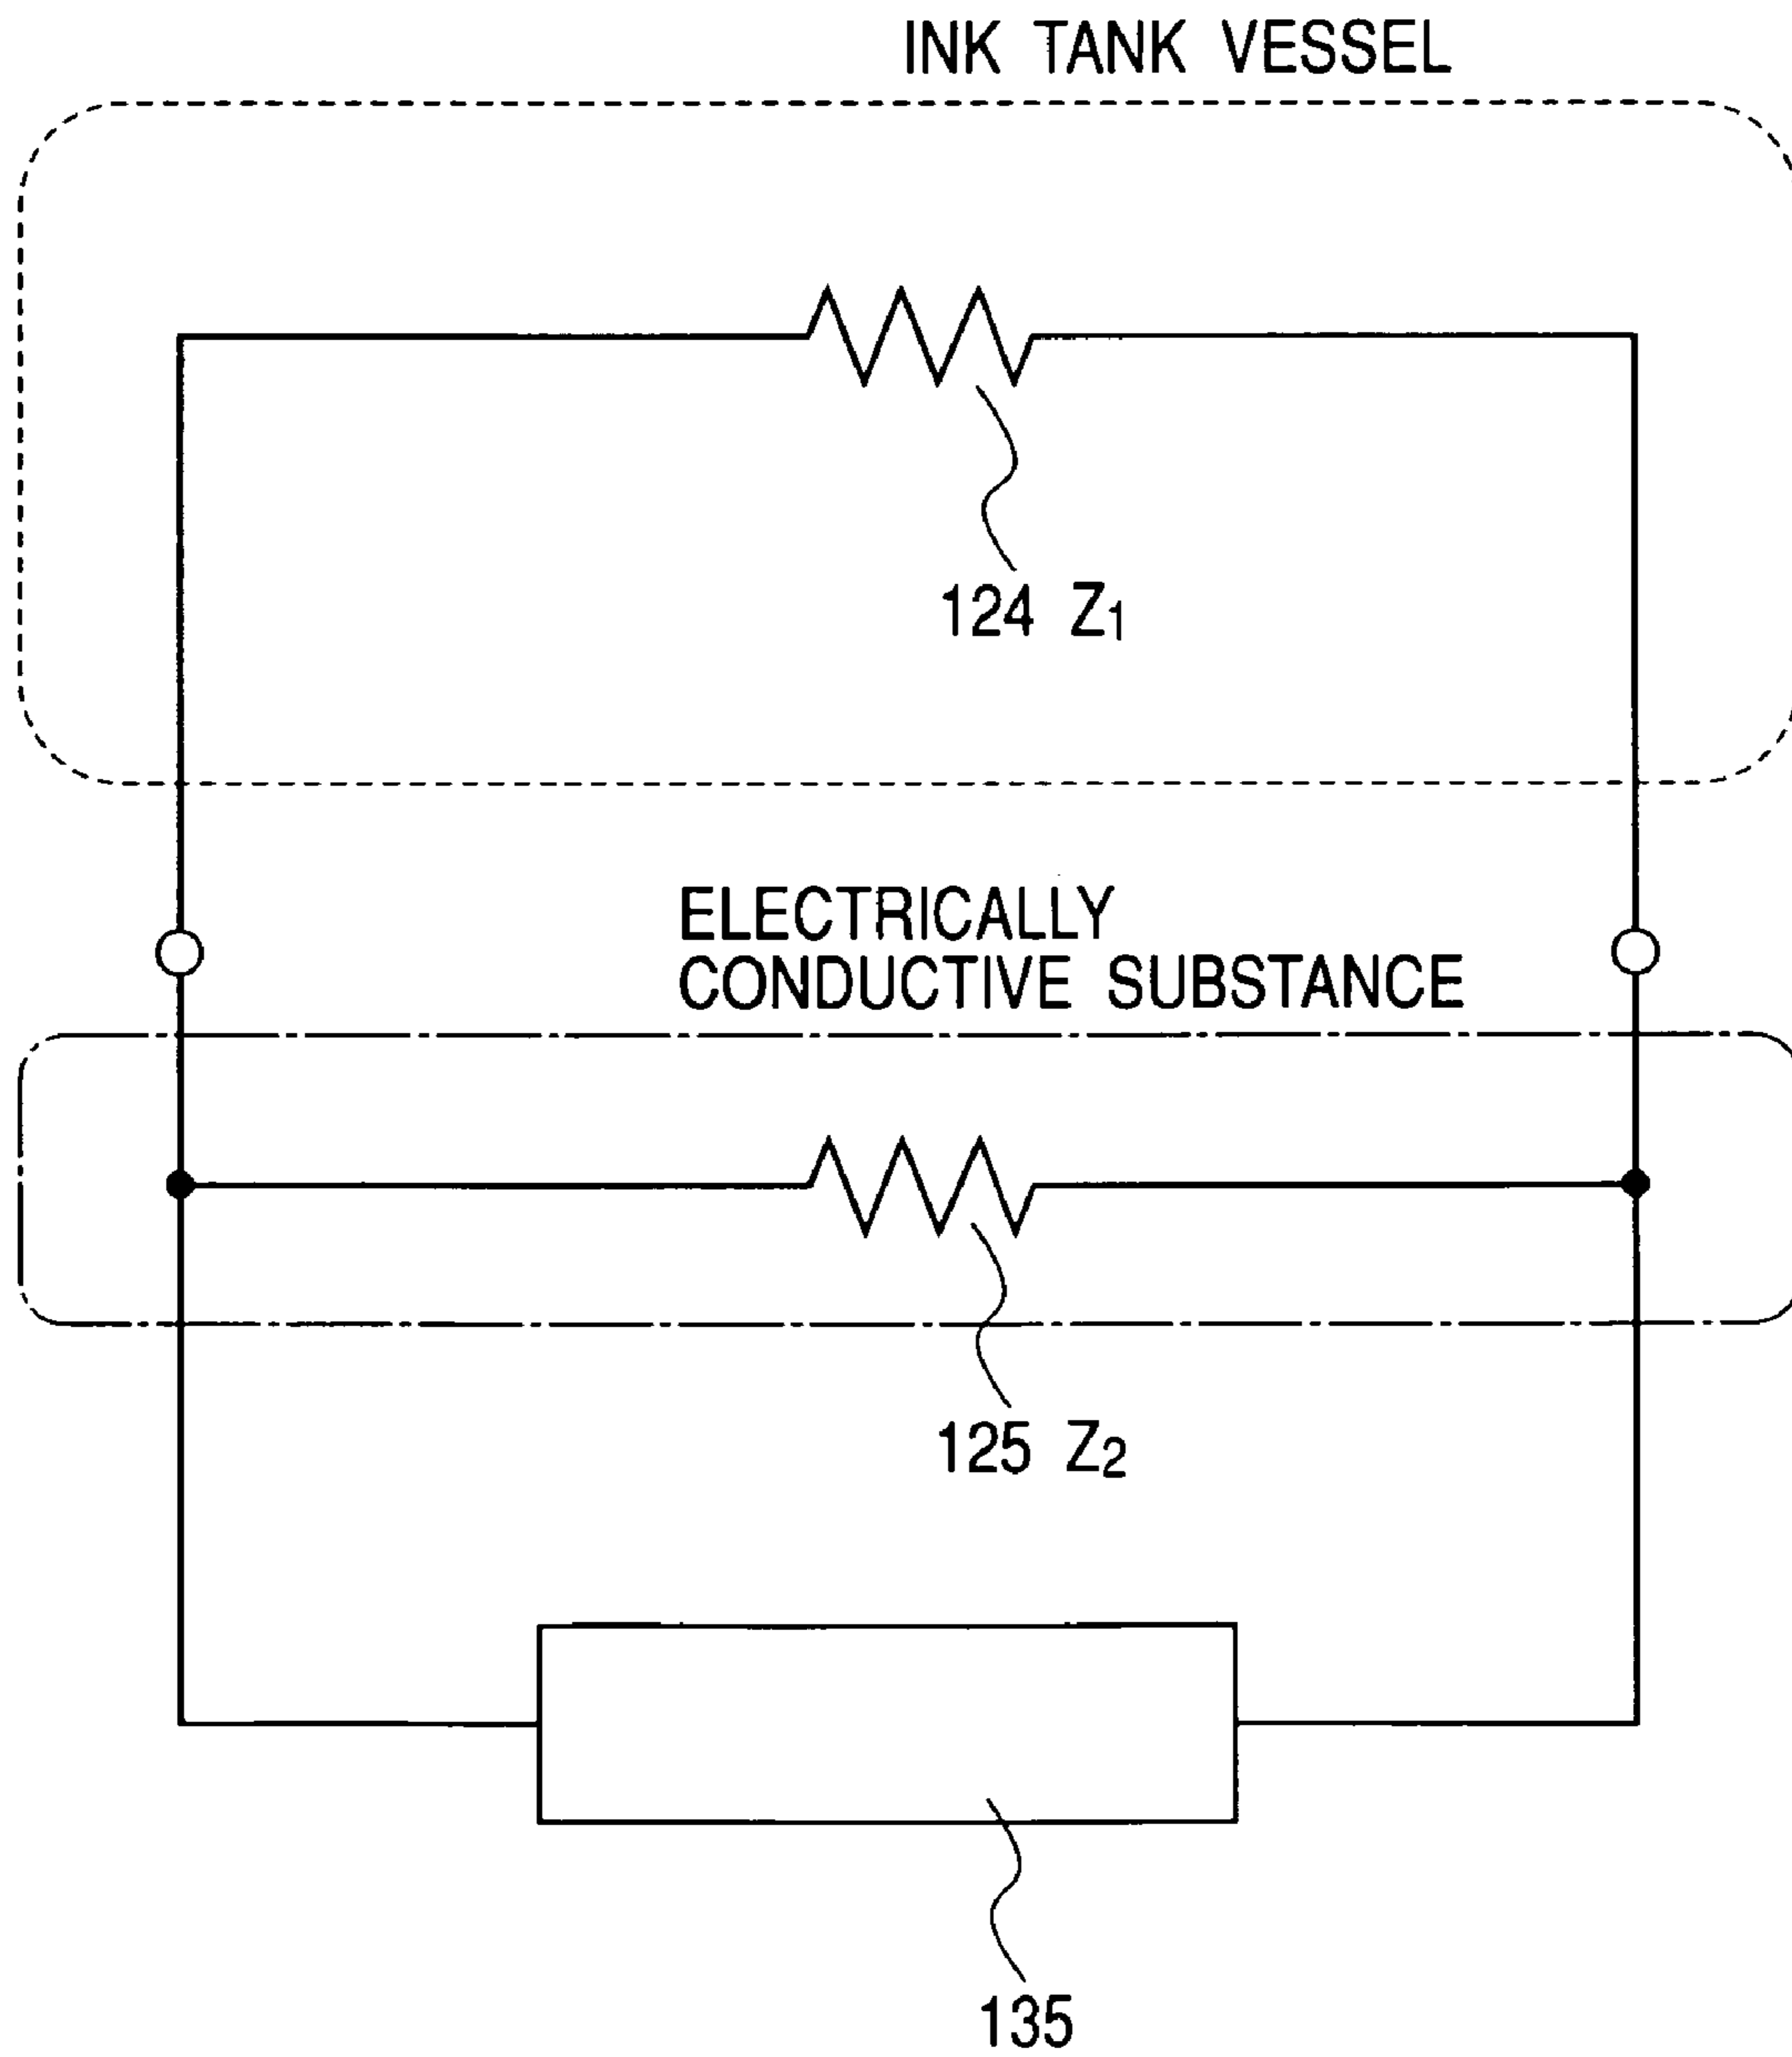 INK TANK VESSEL
124 Z₁
ELECTRICALLY
CONDUCTIVE SUBSTANCE
125 Z₂
135